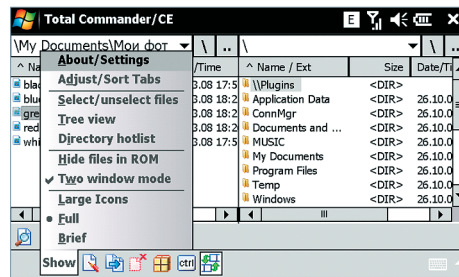 Total Commander/CE E
\My Documents\Мои фот \ .. \ \ ..
About/Settings
Adjust/Sort Tabs
Select/unselect files
Tree view
Directory hotlist
Hide files in ROM
Two window mode
Large Icons
Full
Brief
^ Na
bla
blu
gre
red
whi
/Time
3.08 17:5
3.08 18:2
3.08 18:2
3.08 18:2
3.08 17:5
^ Name / Ext Size Date/Ti
\\Plugins <DIR>
Application Data <DIR> 26.10.0
ConnMgr <DIR> 26.10.0
Documents and ... <DIR> 26.10.0
MUSIC <DIR> 26.10.0
My Documents <DIR> 26.10.0
Program Files <DIR> 26.10.0
Temp <DIR> 26.10.0
Windows <DIR> 26.10.0
Show ctrl